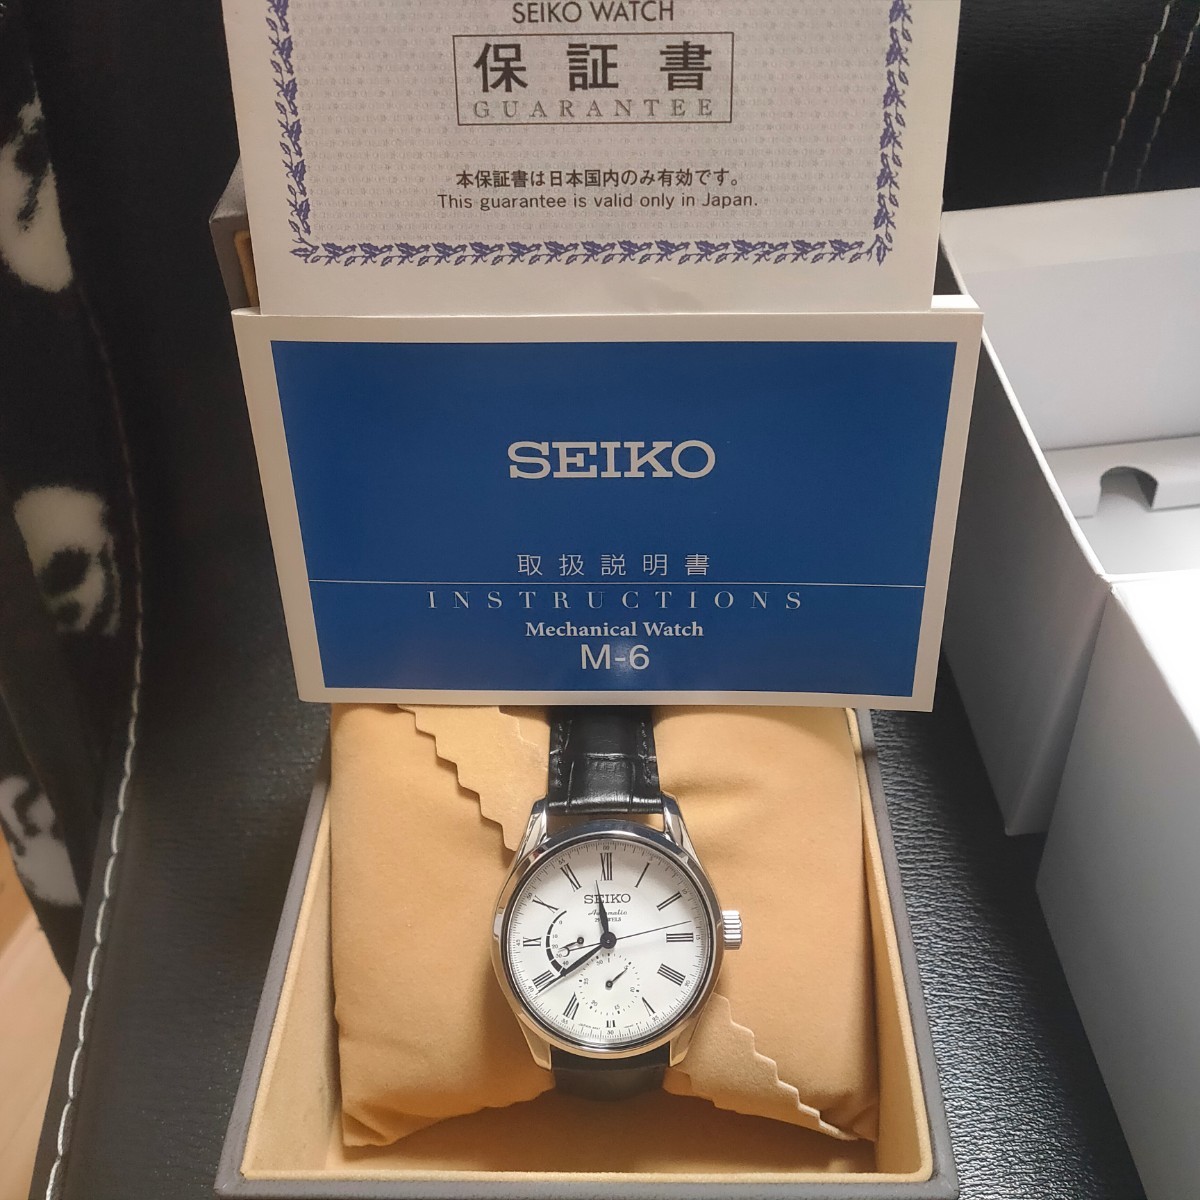 SEIKO WATCH
保証書
GUARANTEE
本保証書は日本国内のみ有効です。
This guarantee is valid only in Japan.
SEIKO
取扱説明書
INSTRUCTIONS
Mechanical Watch
M-6
SEIKO
Automatic